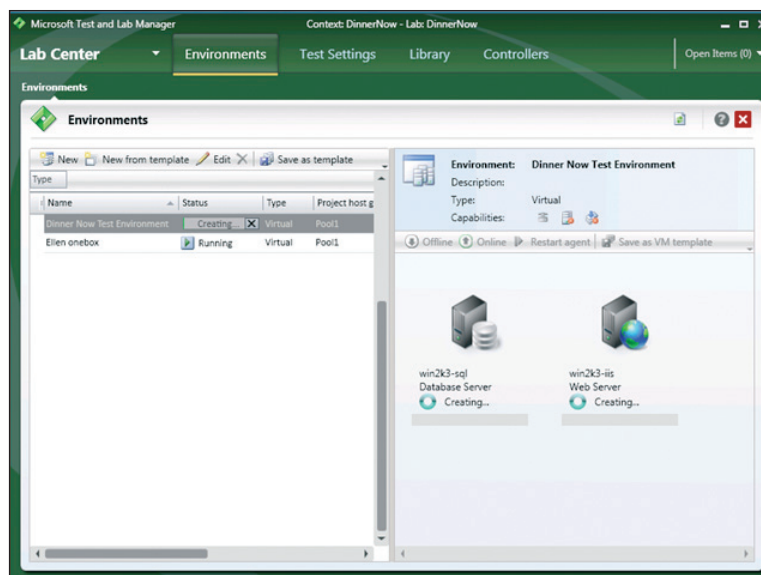 Microsoft Test and Lab Manager Context: DinnerNow - Lab: DinnerNow
Lab Center Environments Test Settings Library Controllers Open Items (0)
Environments
Environments
New New from template Edit Save as template
Type
Name Status Type Project host g
Dinner Now Test Environment Creating... Virtual Pool1
Ellen onebox Running Virtual Pool1
Environment: Dinner Now Test Environment
Description:
Type: Virtual
Capabilities:
Offline Online Restart agent Save as VM template
win2k3-sql
Database Server
Creating...
win2k3-iis
Web Server
Creating...